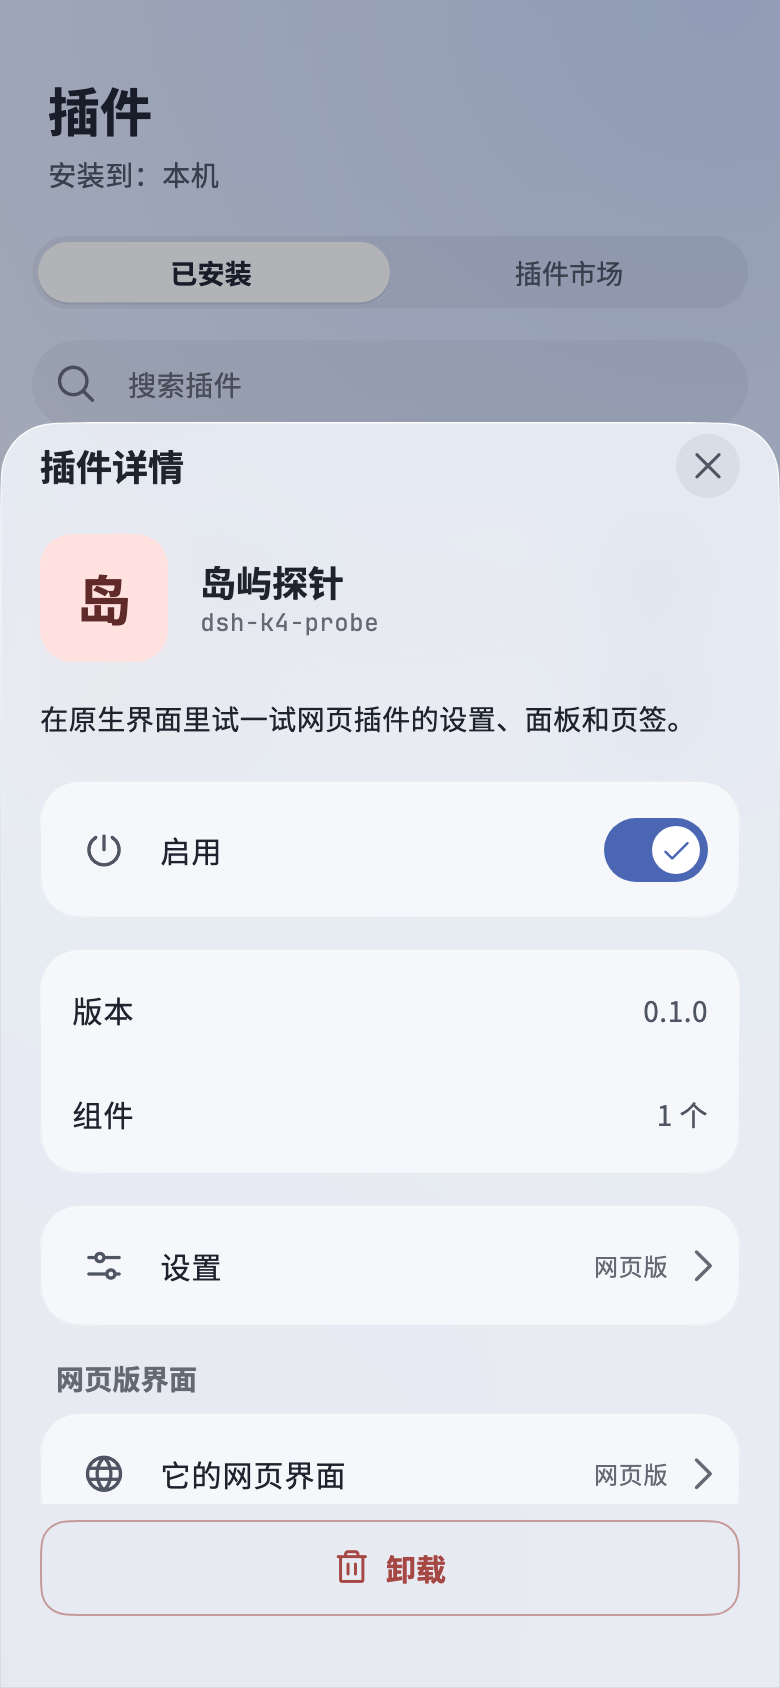 插件
安装到：本机
已安装
插件市场
搜索插件
插件详情
岛
岛屿探针
dsh-k4-probe
在原生界面里试一试网页插件的设置、面板和页签。
启用
版本
0.1.0
组件
1 个
设置
网页版
网页版界面
它的网页界面
网页版
卸载